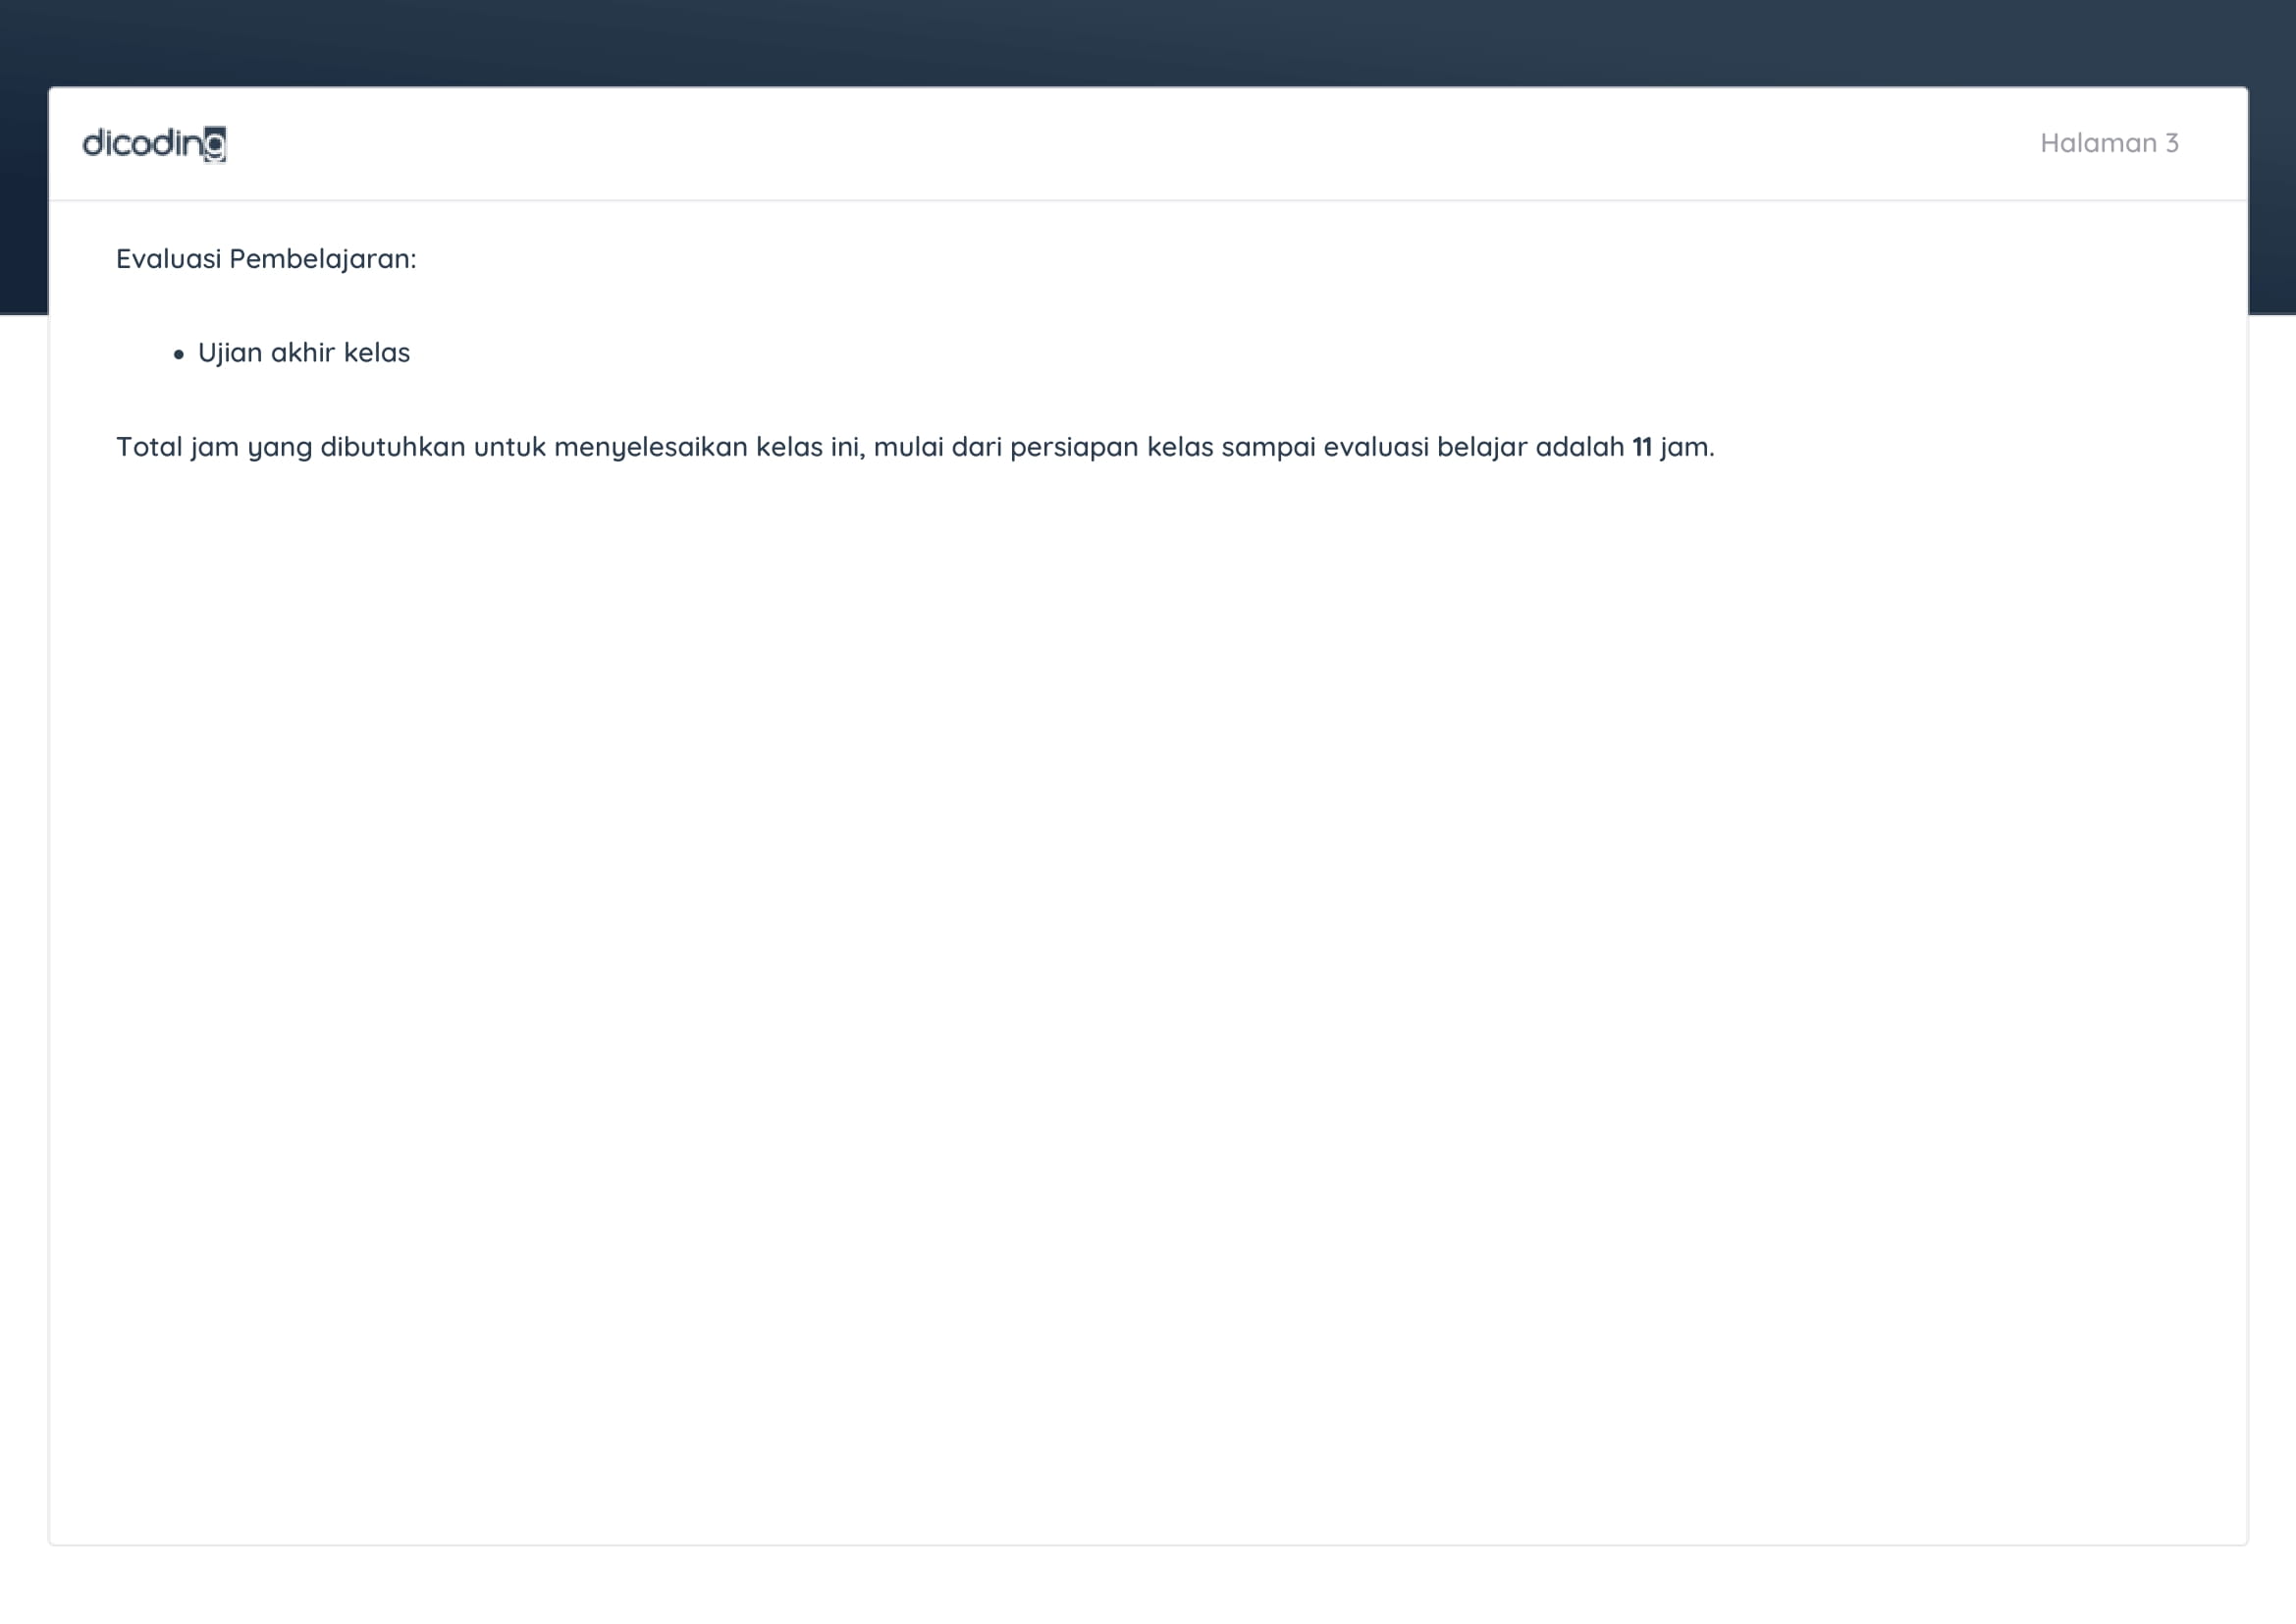 dicoding
Halaman 3
Evaluasi Pembelajaran:
• Ujian akhir kelas
Total jam yang dibutuhkan untuk menyelesaikan kelas ini, mulai dari persiapan kelas sampai evaluasi belajar adalah 11 jam.